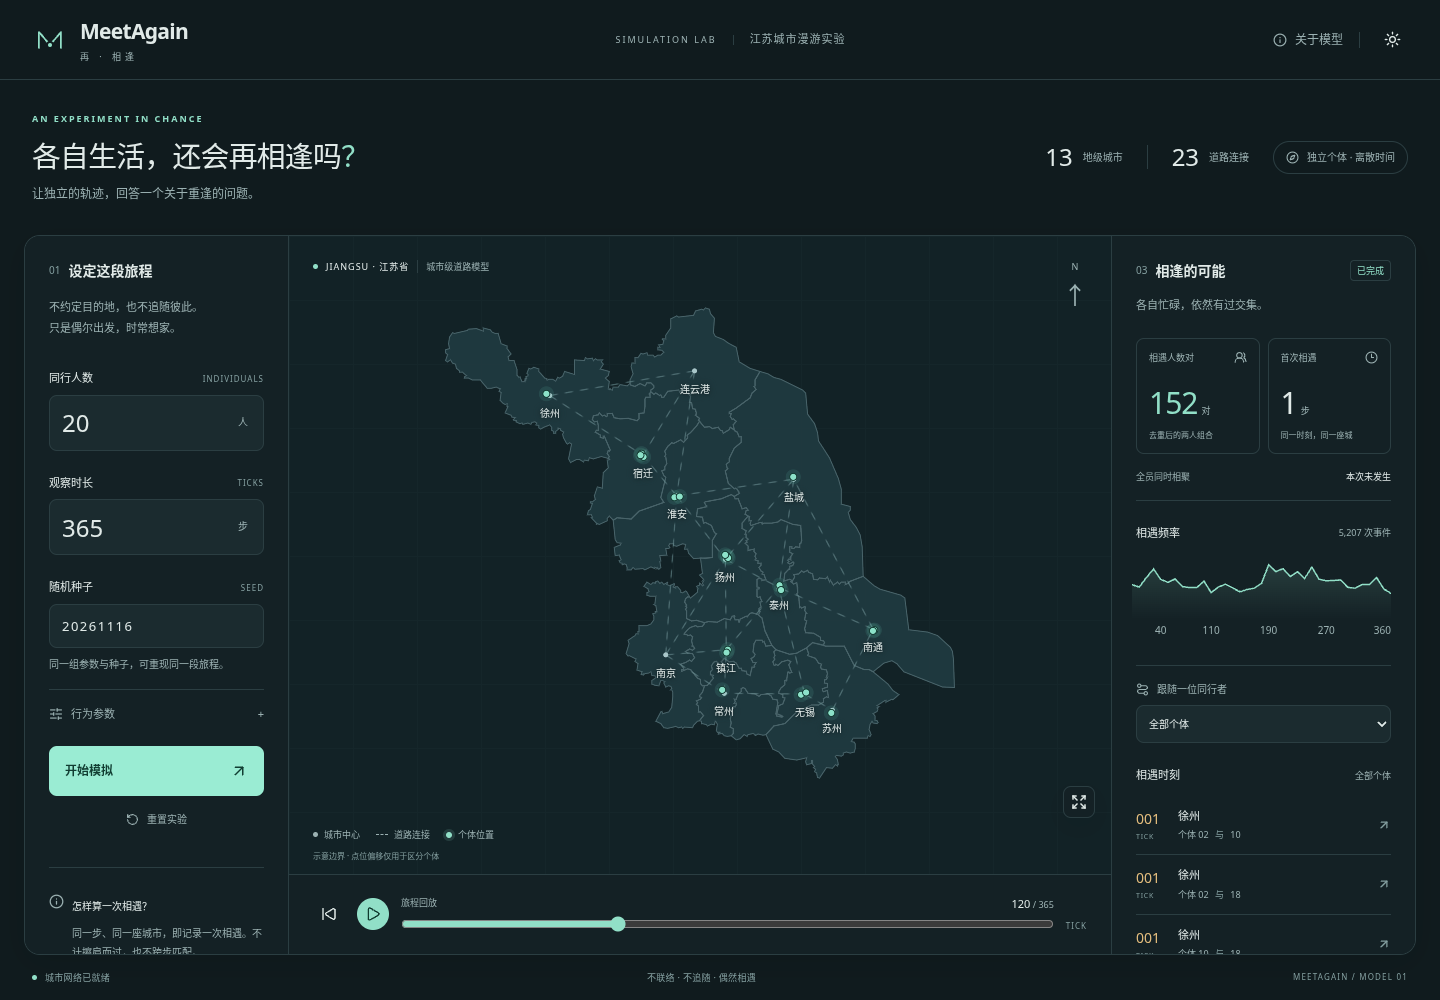 MeetAgain
再 · 相逢
SIMULATION LAB
江苏城市漫游实验
关于模型
AN EXPERIMENT IN CHANCE
各自生活，还会再相逢吗？
让独立的轨迹，回答一个关于重逢的问题。
13 地级城市
23 道路连接
独立个体 · 离散时间
01 设定这段旅程
不约定目的地，也不追随彼此。
只是偶尔出发，时常想家。
同行人数 INDIVIDUALS
20 人
观察时长 TICKS
365 步
随机种子 SEED
20261116
同一组参数与种子，可重现同一段旅程。
行为参数 +
开始模拟
重置实验
怎样算一次相遇？
同一步、同一座城市，即记录一次相遇。不
计擦肩而过，也不跨步匹配。
JIANGSU · 江苏省 城市级道路模型
N
连云港
徐州
宿迁
淮安
盐城
扬州
泰州
南通
南京
镇江
常州
无锡
苏州
城市中心 道路连接 个体位置
示意边界 · 点位偏移仅用于区分个体
旅程回放
120 / 365
TICK
03 相逢的可能 已完成
各自忙碌，依然有过交集。
相遇人数对
152 对
去重后的两人组合
首次相遇
1 步
同一时刻，同一座城
全员同时相聚 本次未发生
相遇频率 5,207 次事件
40 110 190 270 360
跟随一位同行者
全部个体
相遇时刻 全部个体
001 徐州
TICK 个体 02 与 10
001 徐州
TICK 个体 02 与 18
001 徐州
TICK 个体 10 与 18
城市网络已就绪
不联络 · 不追随 · 偶然相遇
MEETAGAIN / MODEL 01